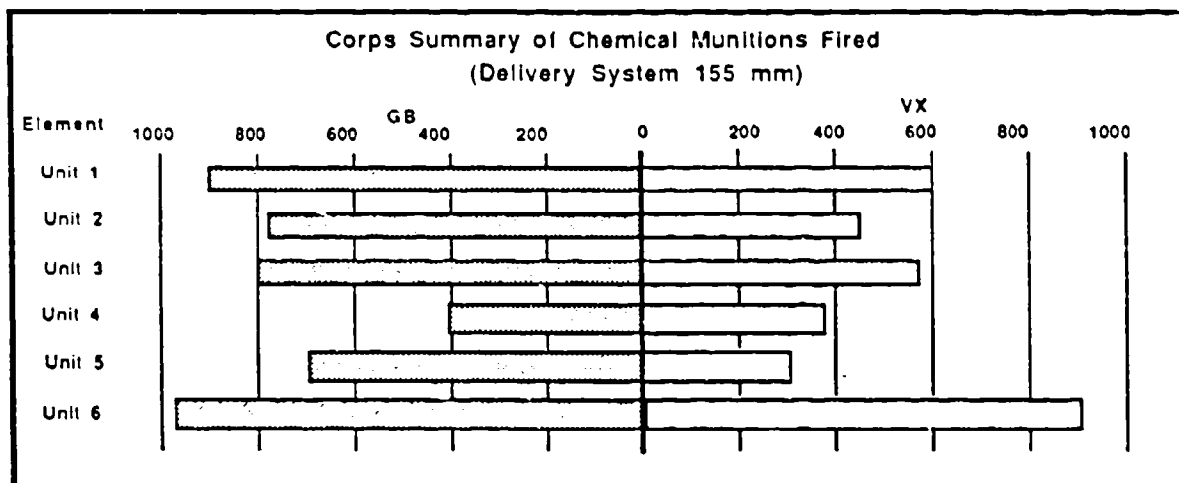 Corps Summary of Chemical Munitions Fired
(Delivery System 155 mm)
GB VX
Element 1000 800 600 400 200 0 200 400 600 800 1000
Unit 1
Unit 2
Unit 3
Unit 4
Unit 5
Unit 6